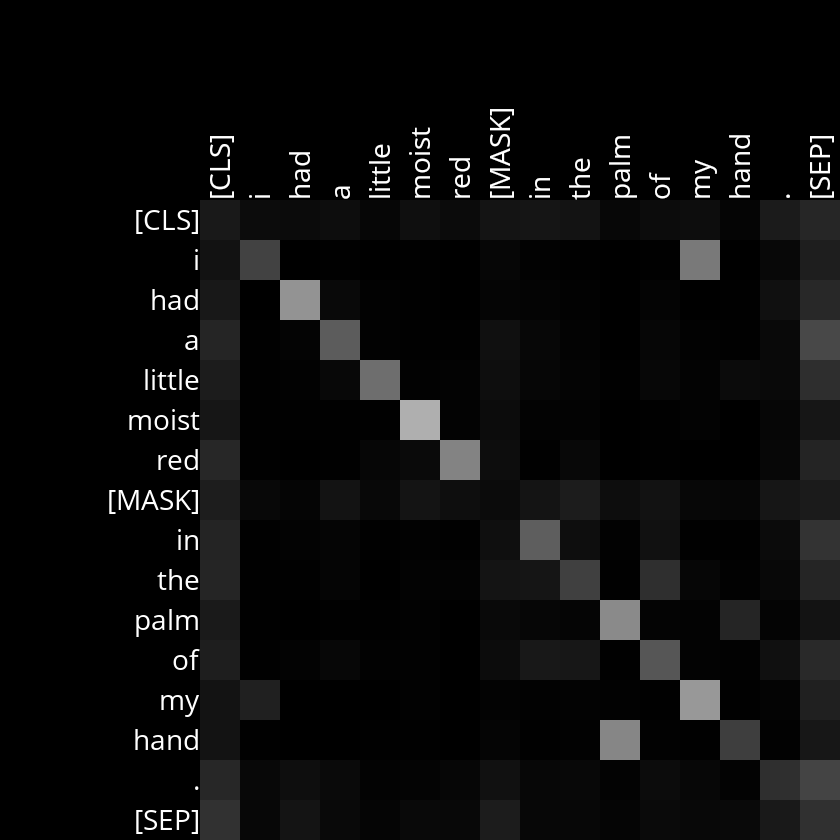 [CLS] i had a little moist red [MASK] in the palm of my hand . [SEP]
[CLS]
i
had
a
little
moist
red
[MASK]
in
the
palm
of
my
hand
.
[SEP]